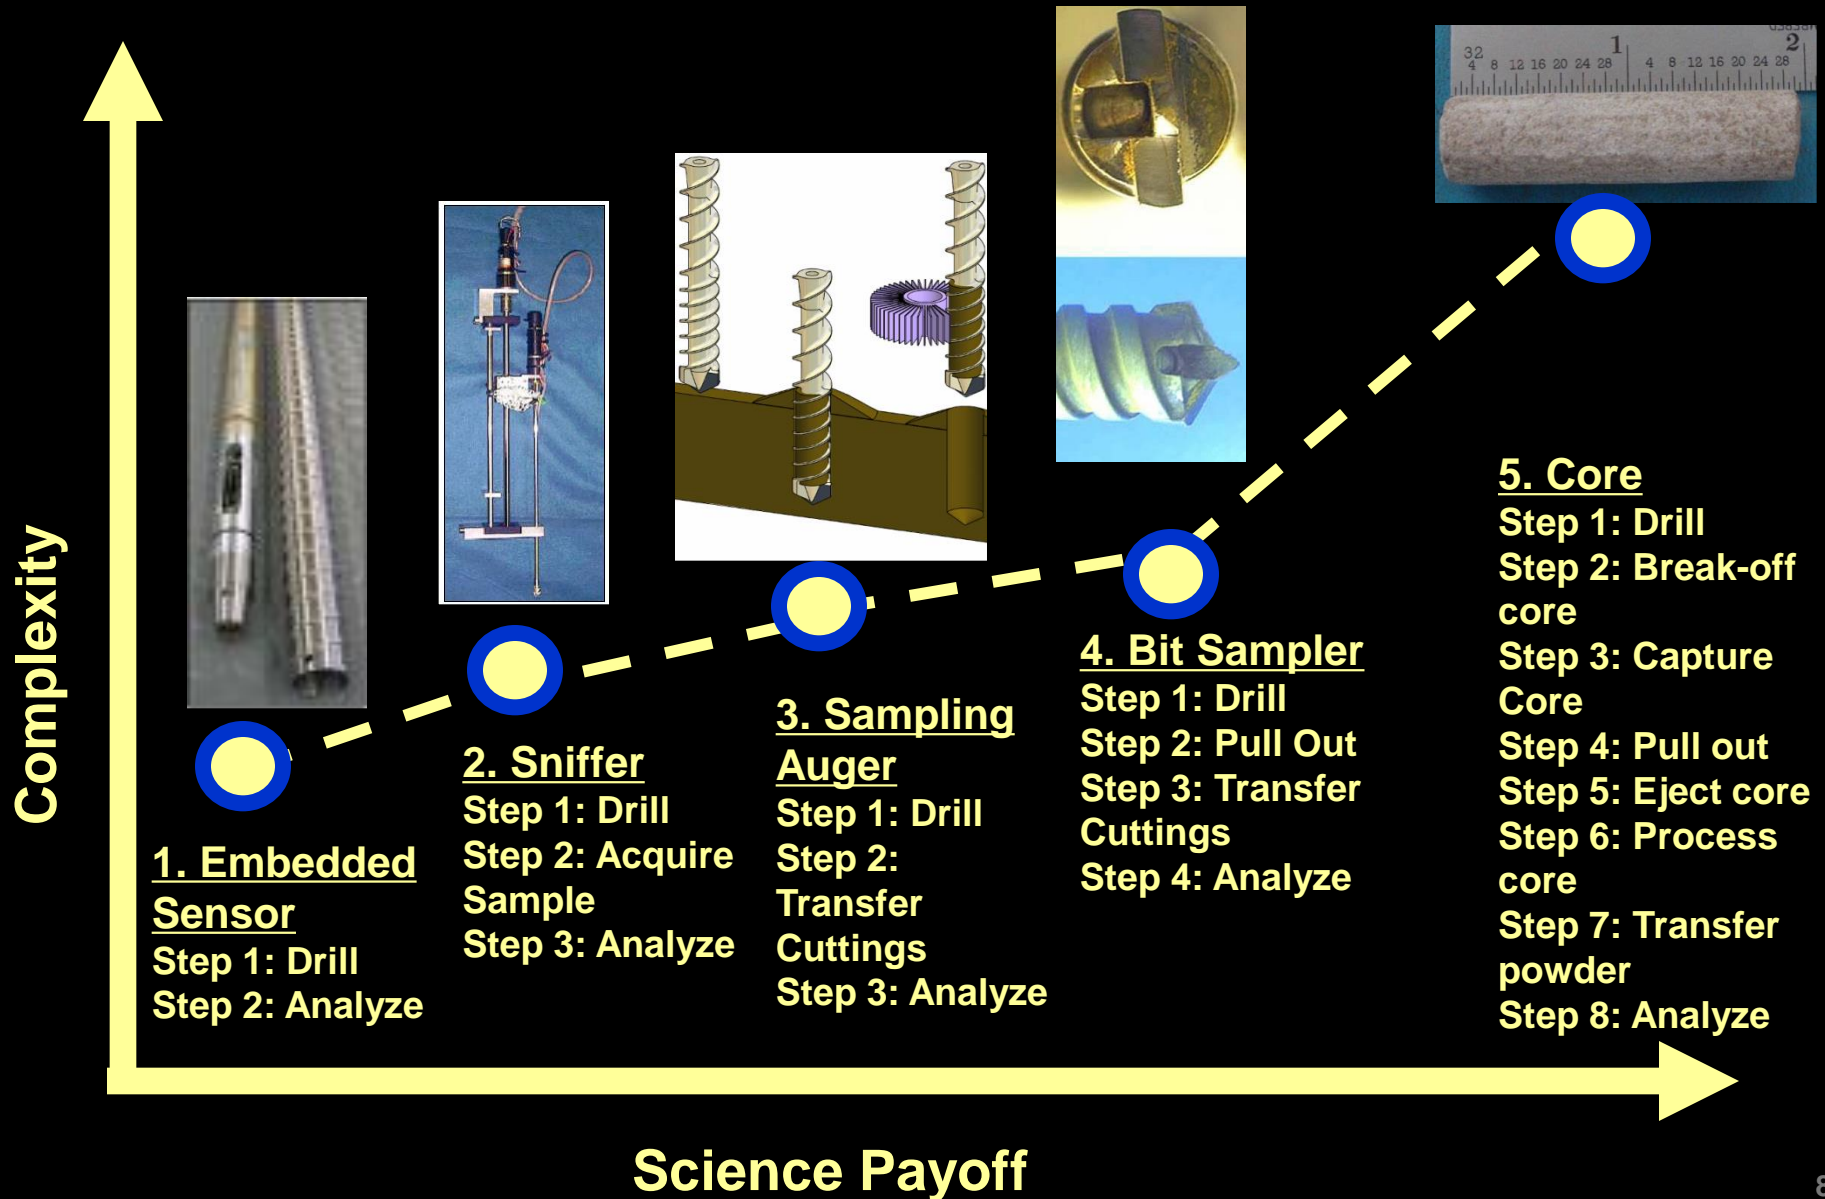 Complexity
1. Embedded
Sensor
Step 1: Drill
Step 2: Analyze
2. Sniffer
Step 1: Drill
Step 2: Acquire
Sample
Step 3: Analyze
3. Sampling
Auger
Step 1: Drill
Step 2:
Transfer
Cuttings
Step 3: Analyze
4. Bit Sampler
Step 1: Drill
Step 2: Pull Out
Step 3: Transfer
Cuttings
Step 4: Analyze
32 1 2
4 8 12 16 20 24 28 4 8 12 16 20 24 28
5. Core
Step 1: Drill
Step 2: Break-off
core
Step 3: Capture
Core
Step 4: Pull out
Step 5: Eject core
Step 6: Process
core
Step 7: Transfer
powder
Step 8: Analyze
Science Payoff
8